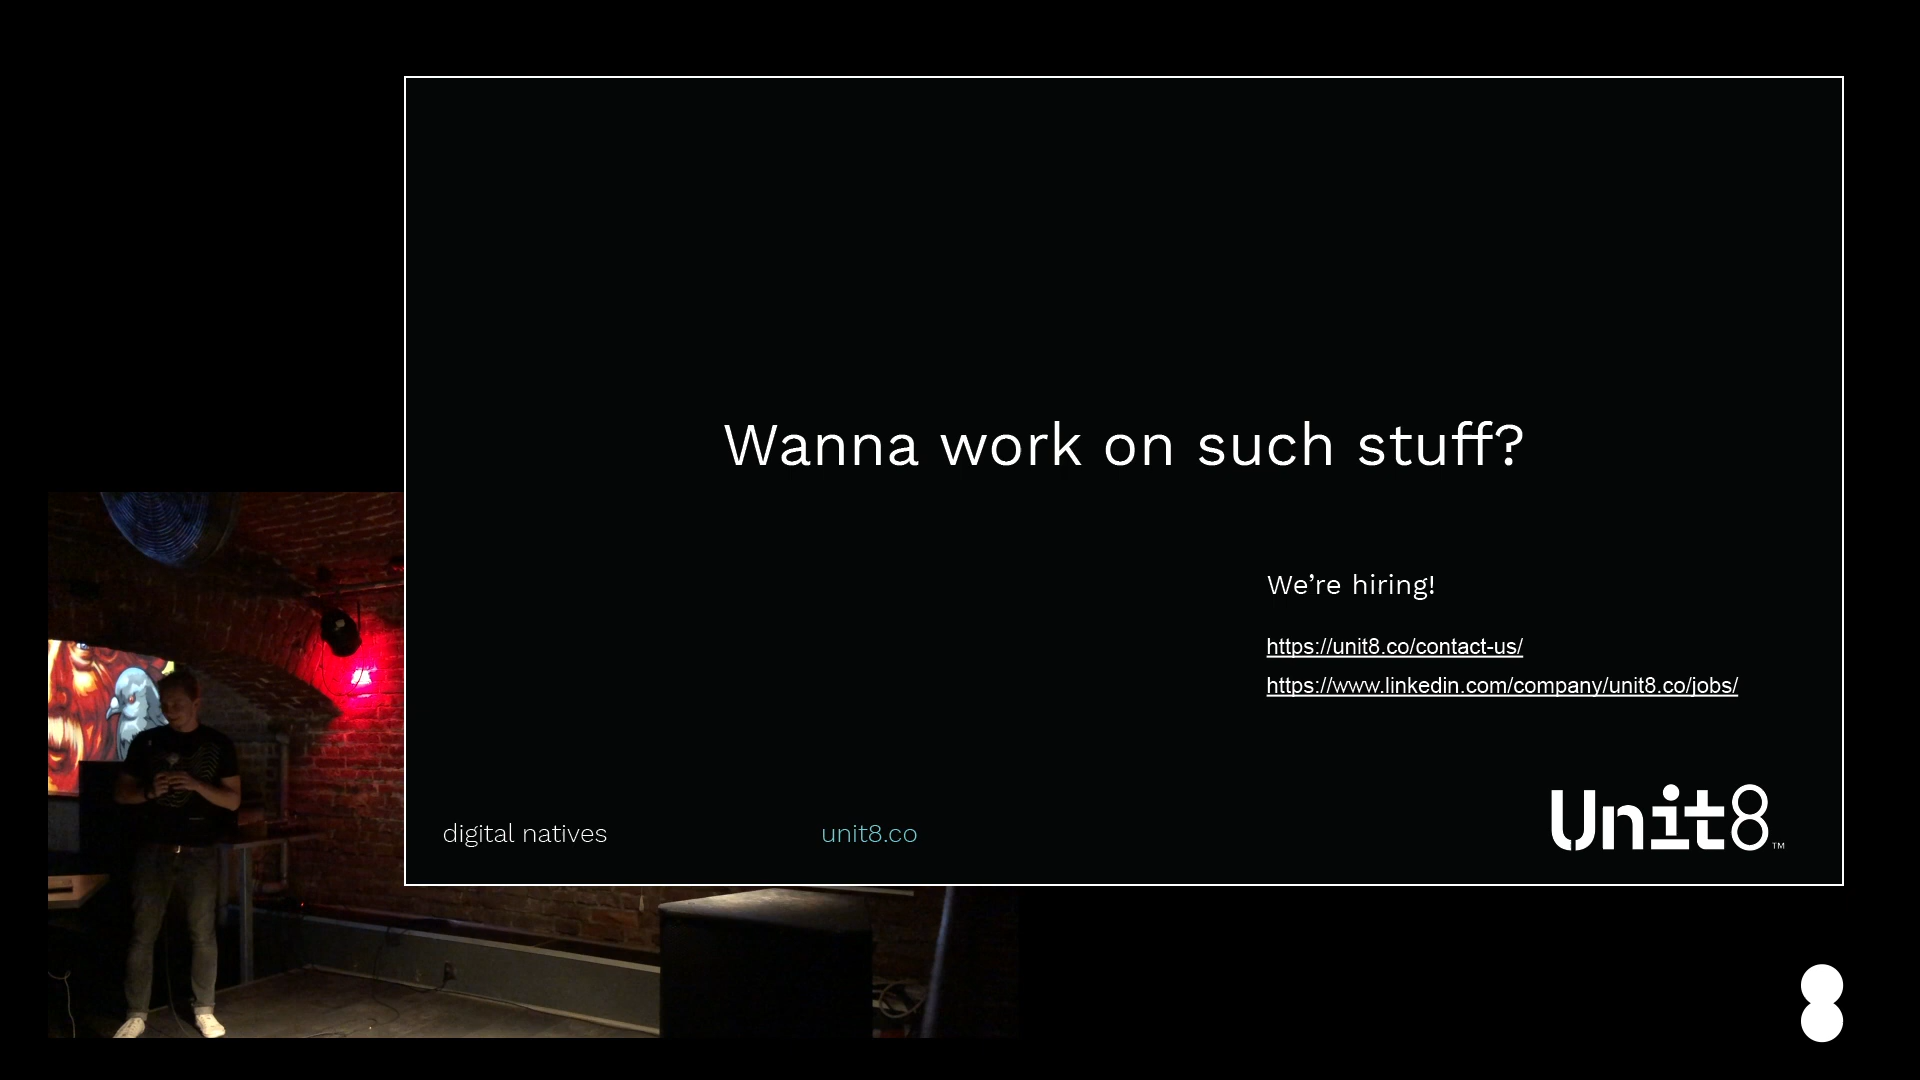 Wanna work on such stuff?
We’re hiring!
https://unit8.co/contact-us/
https://www.linkedin.com/company/unit8.co/jobs/
digital natives
unit8.co
Unit8™